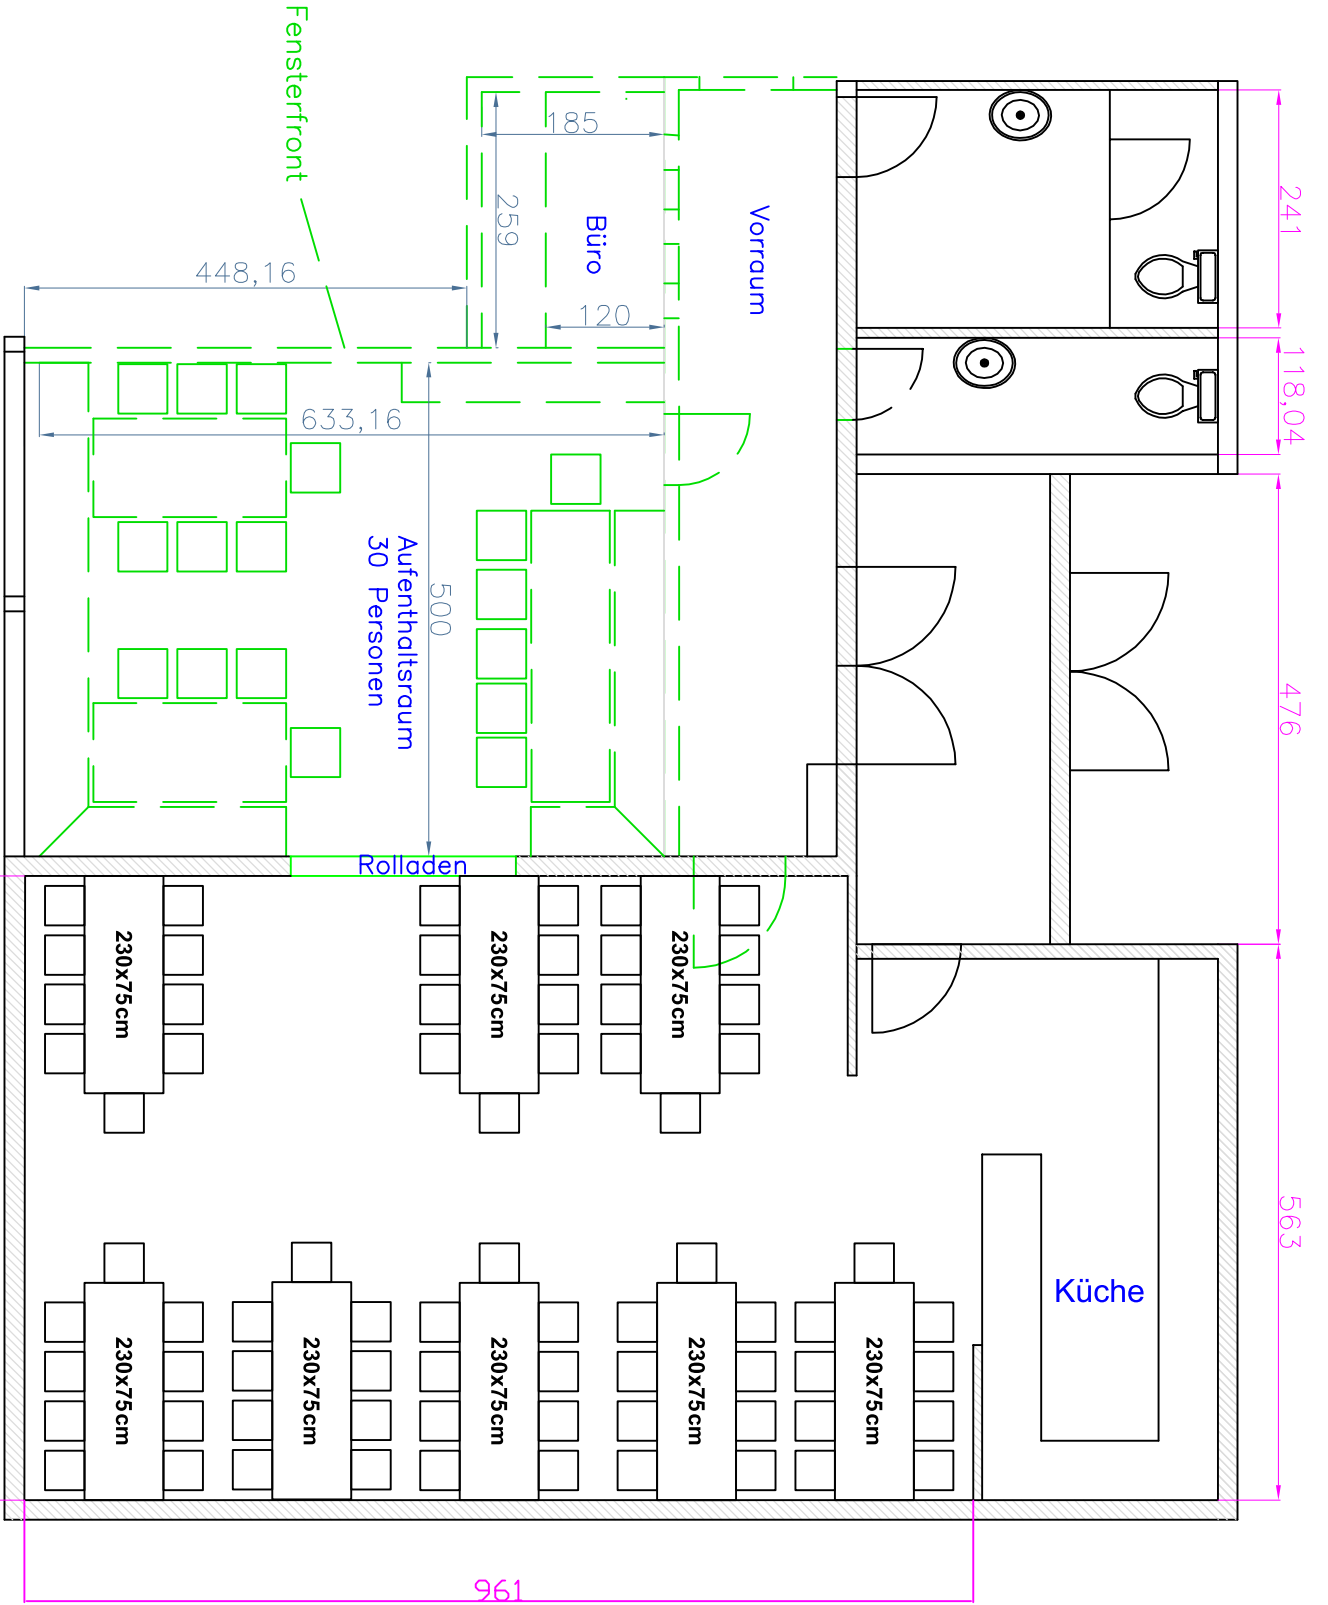 Fensterfront
185
259
Büro
Vorraum
241
448,16
120
118,04
633,16
Aufenthaltsraum
30 Personen
500
476
Rolladen
230x75cm
230x75cm
230x75cm
563
Küche
230x75cm
230x75cm
230x75cm
230x75cm
230x75cm
961